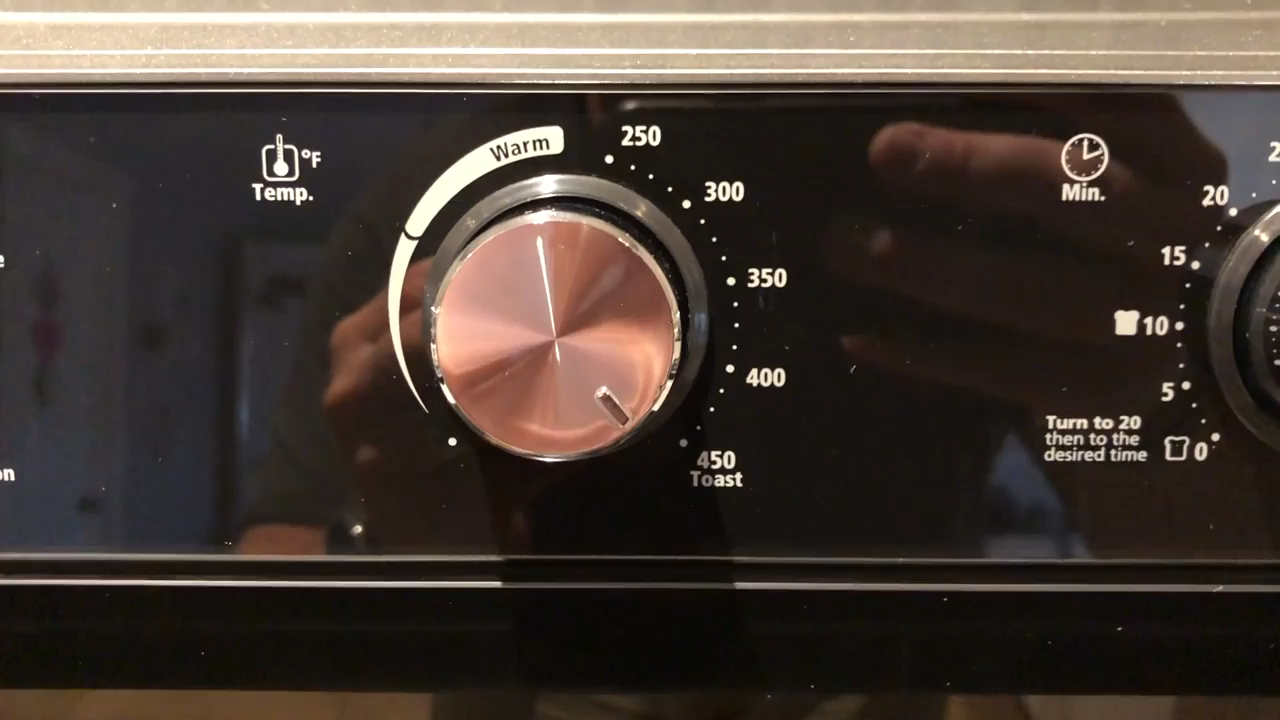 °F
Temp.
Warm
250
300
350
400
450
Toast
Min.
20
15
10
5
0
Turn to 20
then to the
desired time